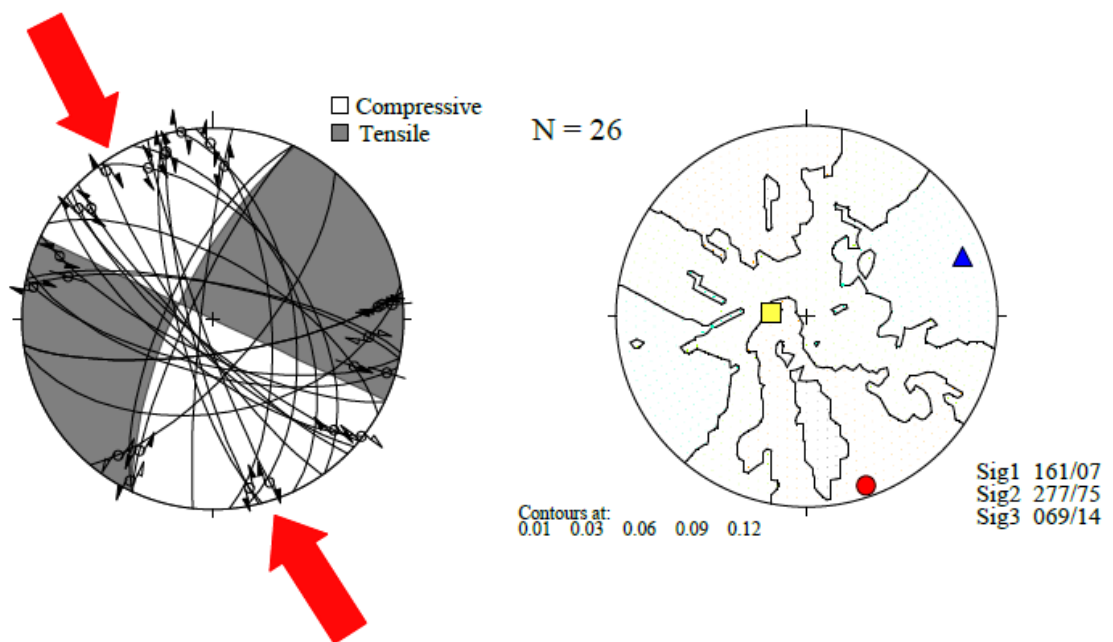 Compressive
Tensile
N = 26
Contours at:
0.01 0.03 0.06 0.09 0.12
Sig1 161/07
Sig2 277/75
Sig3 069/14